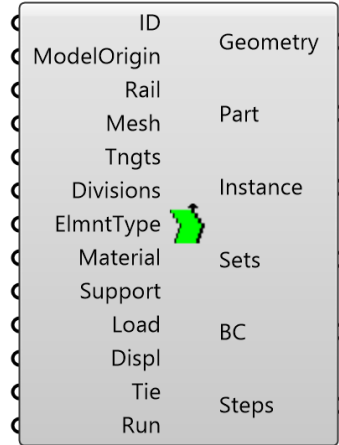 ID
ModelOrigin
Rail
Mesh
Tngts
Divisions
ElmntType
Material
Support
Load
Displ
Tie
Run
Geometry
Part
Instance
Sets
BC
Steps